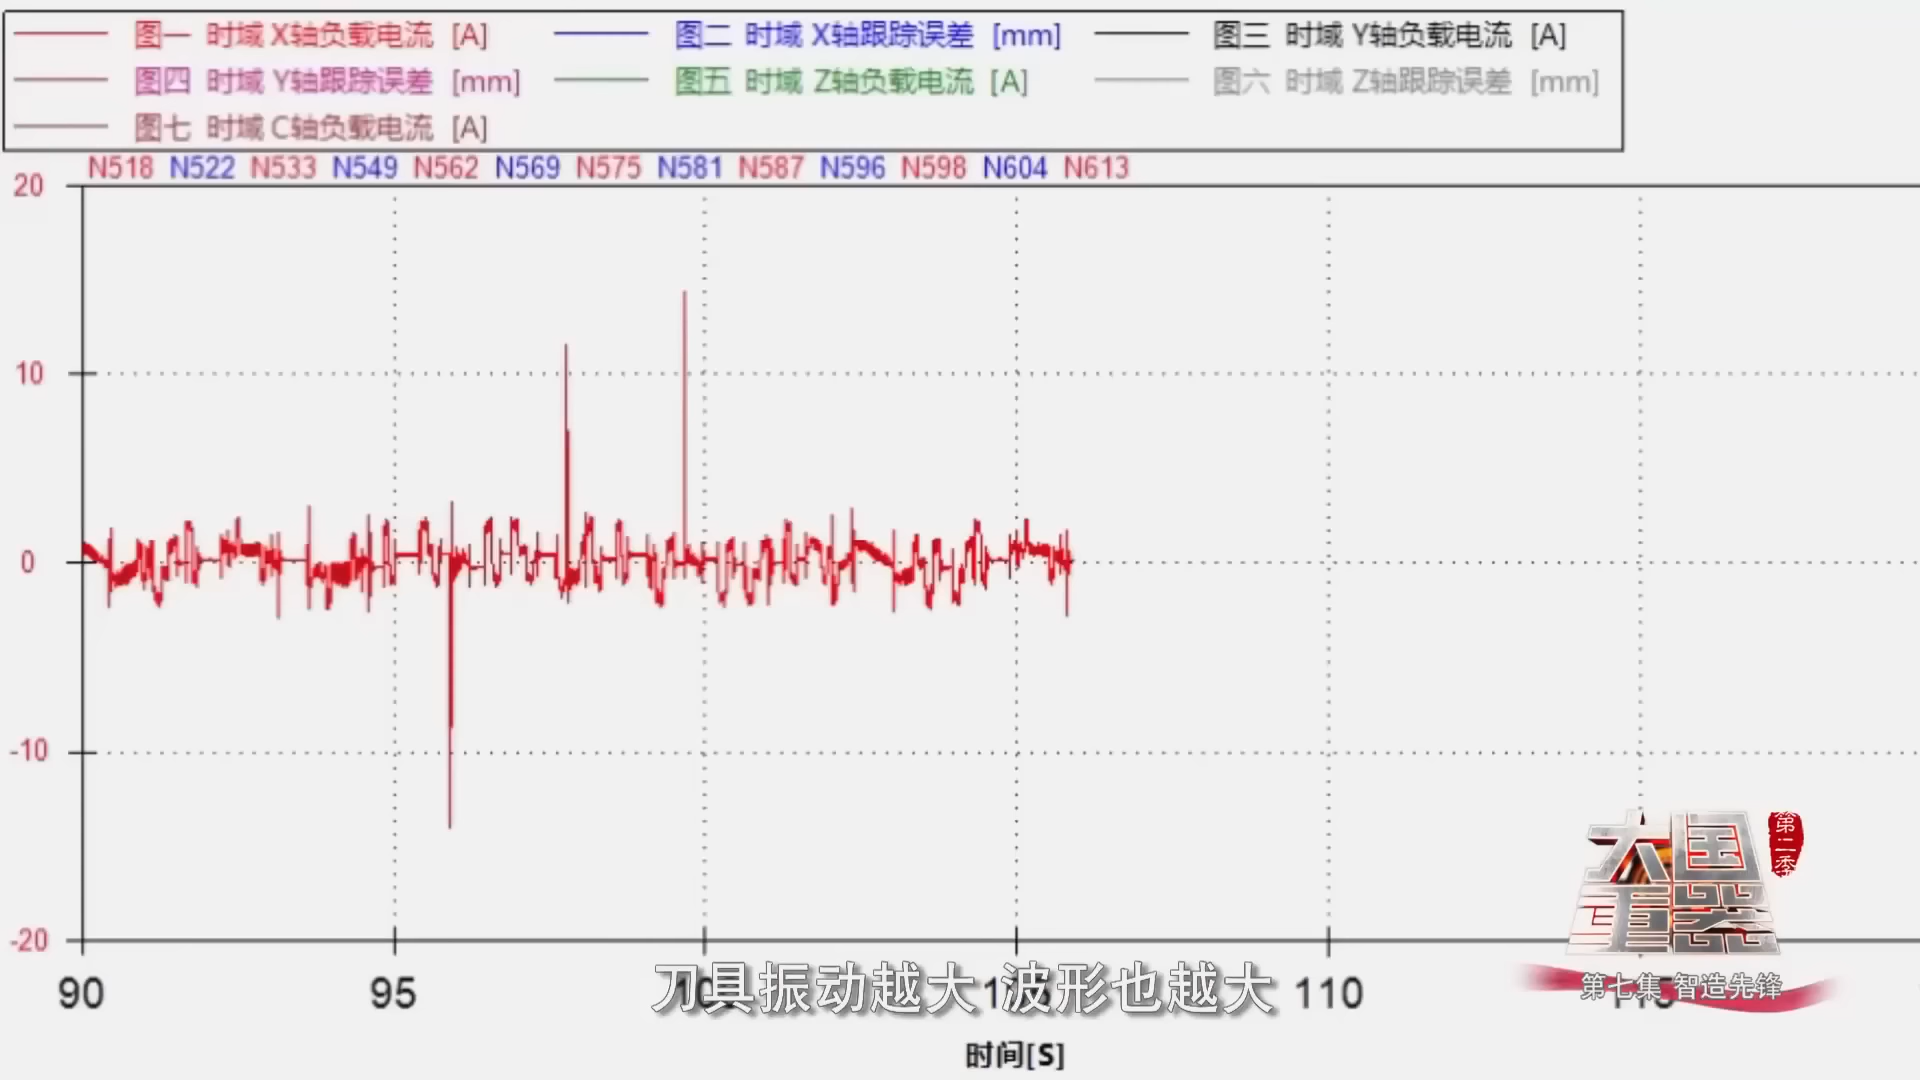 图一 时域 X轴负载电流 [A] 图二 时域 X轴跟踪误差 [mm] 图三 时域 Y轴负载电流 [A]
图四 时域 Y轴跟踪误差 [mm] 图五 时域 Z轴负载电流 [A] 图六 时域 Z轴跟踪误差 [mm]
图七 时域 C轴负载电流 [A]
N518 N522 N533 N549 N562 N569 N575 N581 N587 N596 N598 N604 N613
20
10
0
-10
-20
90 95 100 105 110 115
刀具振动越大 波形也越大
时间[S]
大国重器
第二季
第七集 智造先锋